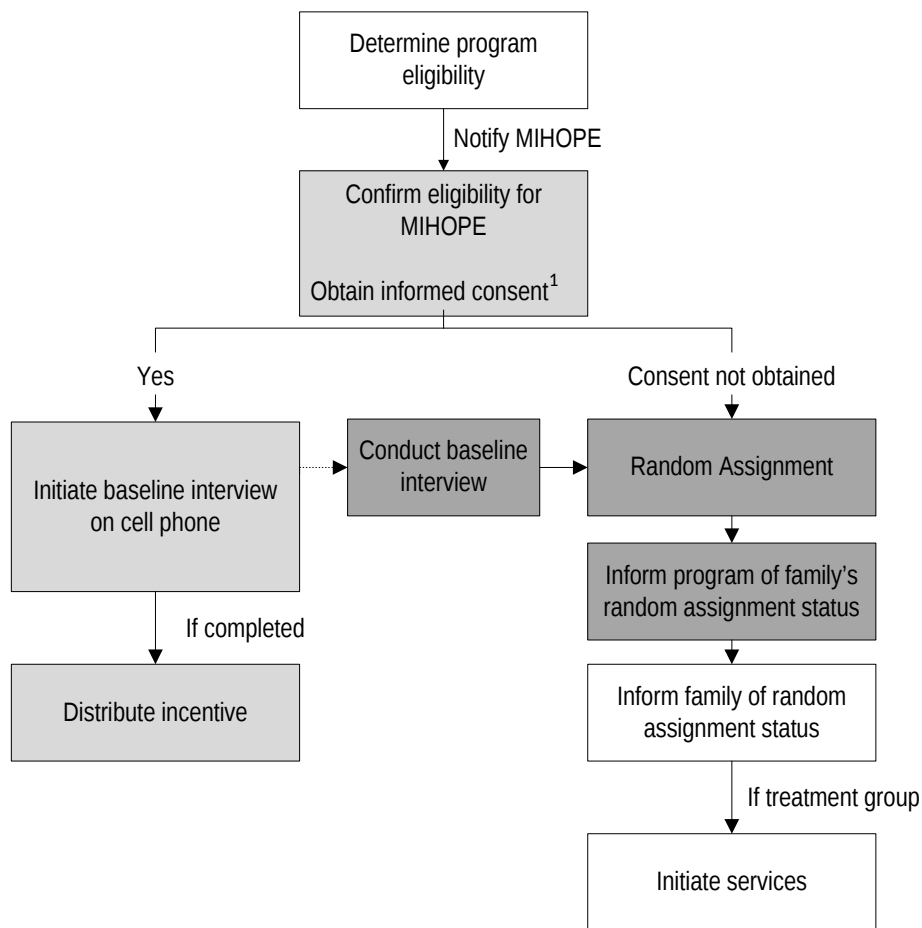 Determine program
eligibility
Notify MIHOPE
Confirm eligibility for
MIHOPE
Obtain informed consent¹
Yes
Consent not obtained
Initiate baseline interview
on cell phone
Conduct baseline
interview
Random Assignment
Inform program of family’s
random assignment status
If completed
Distribute incentive
Inform family of random
assignment status
If treatment group
Initiate services